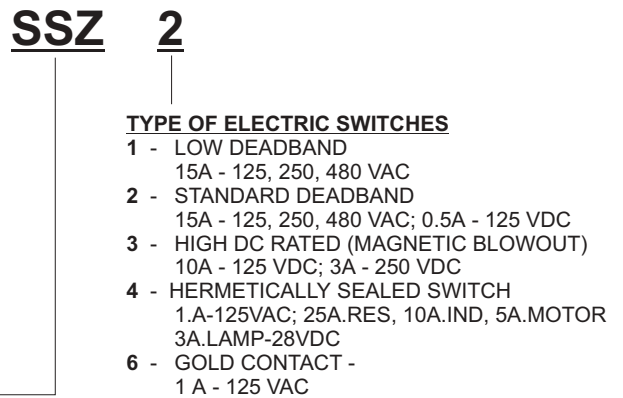 SSZ 2
TYPE OF ELECTRIC SWITCHES
1 - LOW DEADBAND
15A - 125, 250, 480 VAC
2 - STANDARD DEADBAND
15A - 125, 250, 480 VAC; 0.5A - 125 VDC
3 - HIGH DC RATED (MAGNETIC BLOWOUT)
10A - 125 VDC; 3A - 250 VDC
4 - HERMETICALLY SEALED SWITCH
1.A-125VAC; 25A.RES, 10A.IND, 5A.MOTOR
3A.LAMP-28VDC
6 - GOLD CONTACT -
1 A - 125 VAC